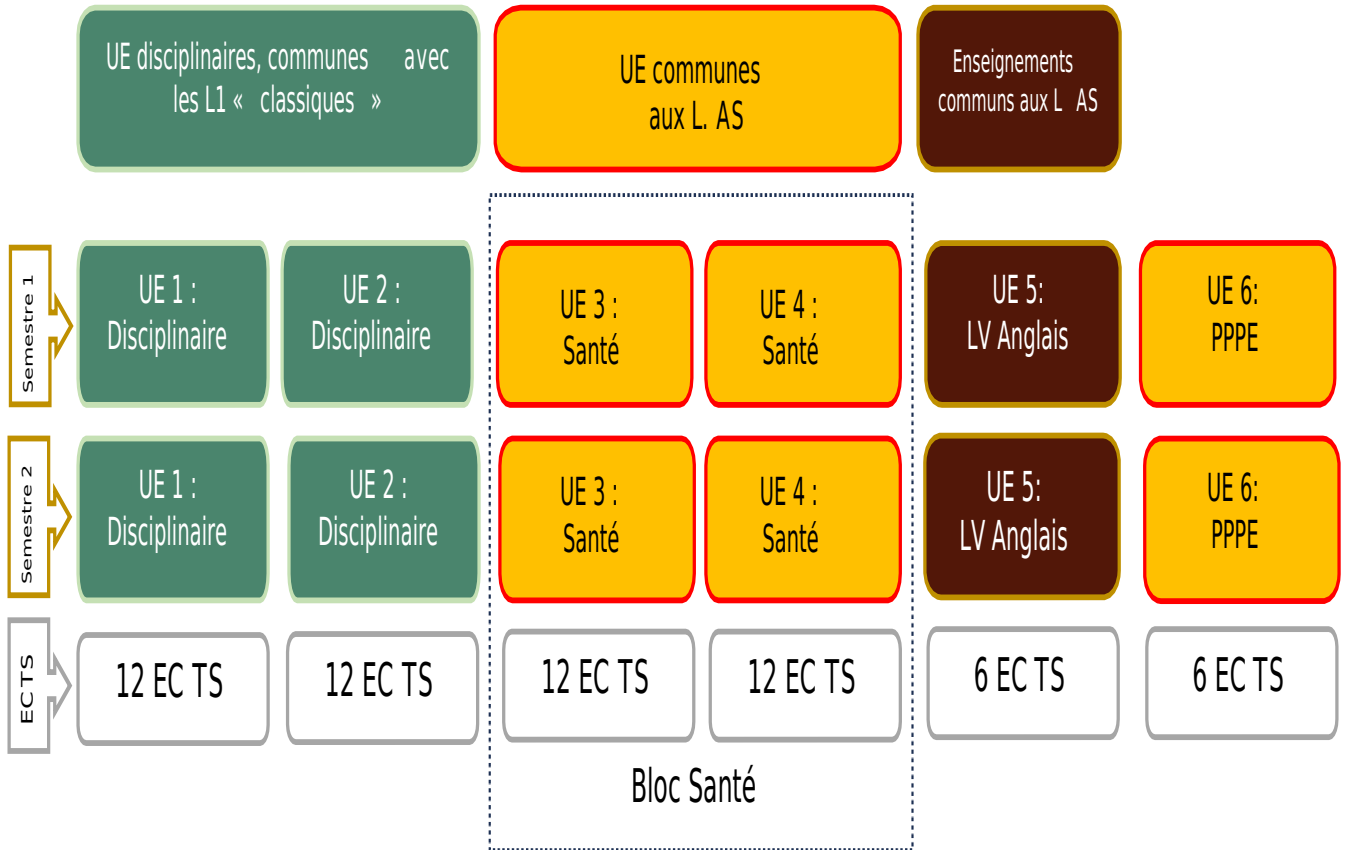 UE disciplinaires, communes avec
les L1 « classiques »
UE communes
aux L. AS
Enseignements
communs aux L AS
Semestre 1
UE 1 :
Disciplinaire
UE 2 :
Disciplinaire
UE 3 :
Santé
UE 4 :
Santé
UE 5:
LV Anglais
UE 6:
PPPE
Semestre 2
UE 1 :
Disciplinaire
UE 2 :
Disciplinaire
UE 3 :
Santé
UE 4 :
Santé
UE 5:
LV Anglais
UE 6:
PPPE
ECTS
12 EC TS
12 EC TS
12 EC TS
12 EC TS
6 EC TS
6 EC TS
Bloc Santé